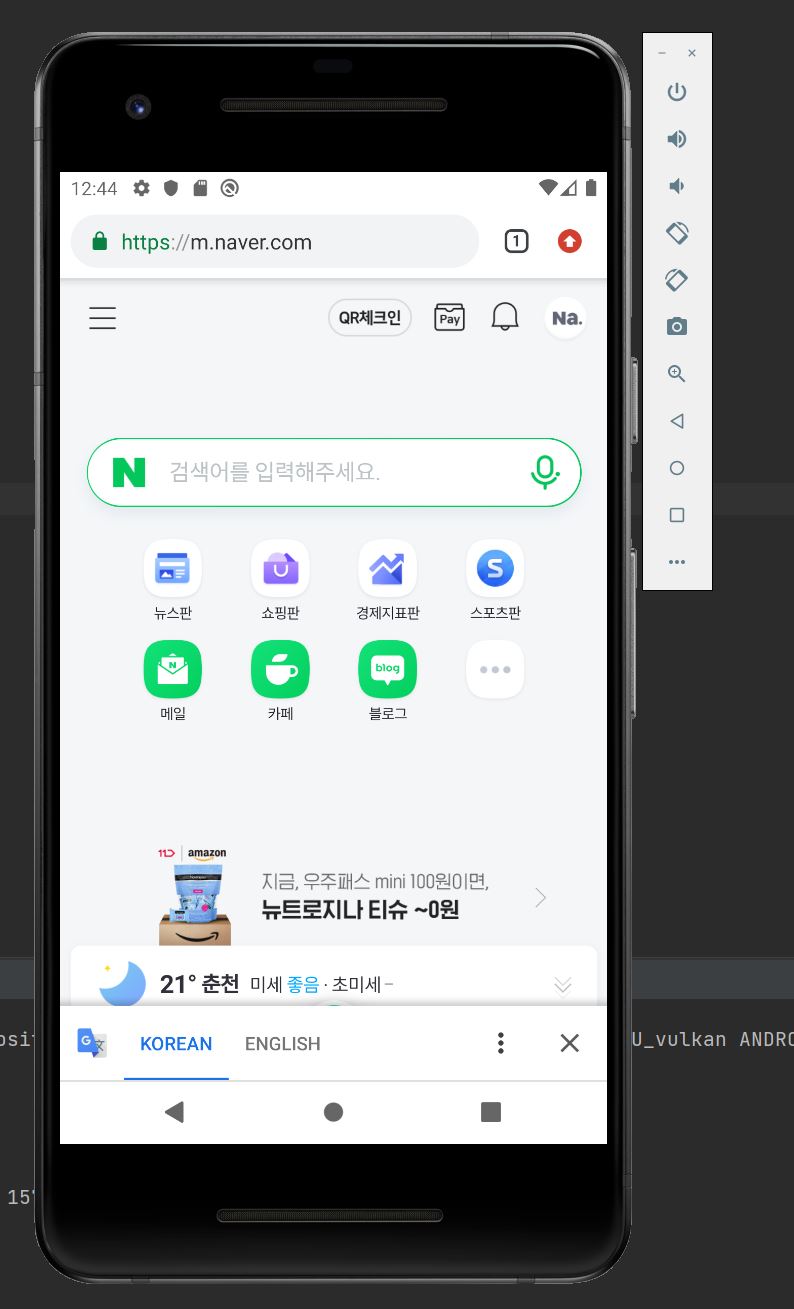 12:44
https://m.naver.com
1
QR체크인
Pay
Na.
N 검색어를 입력해주세요.
S
뉴스판 쇼핑판 경제지표판 스포츠판
N
blog
메일 카페 블로그
11D | amazon
지금, 우주패스 mini 100원이면,
뉴트로지나 티슈 ~0원
21° 춘천 미세 좋음 · 초미세 -
G 文 KOREAN ENGLISH
osit
U_vulkan ANDRO
15